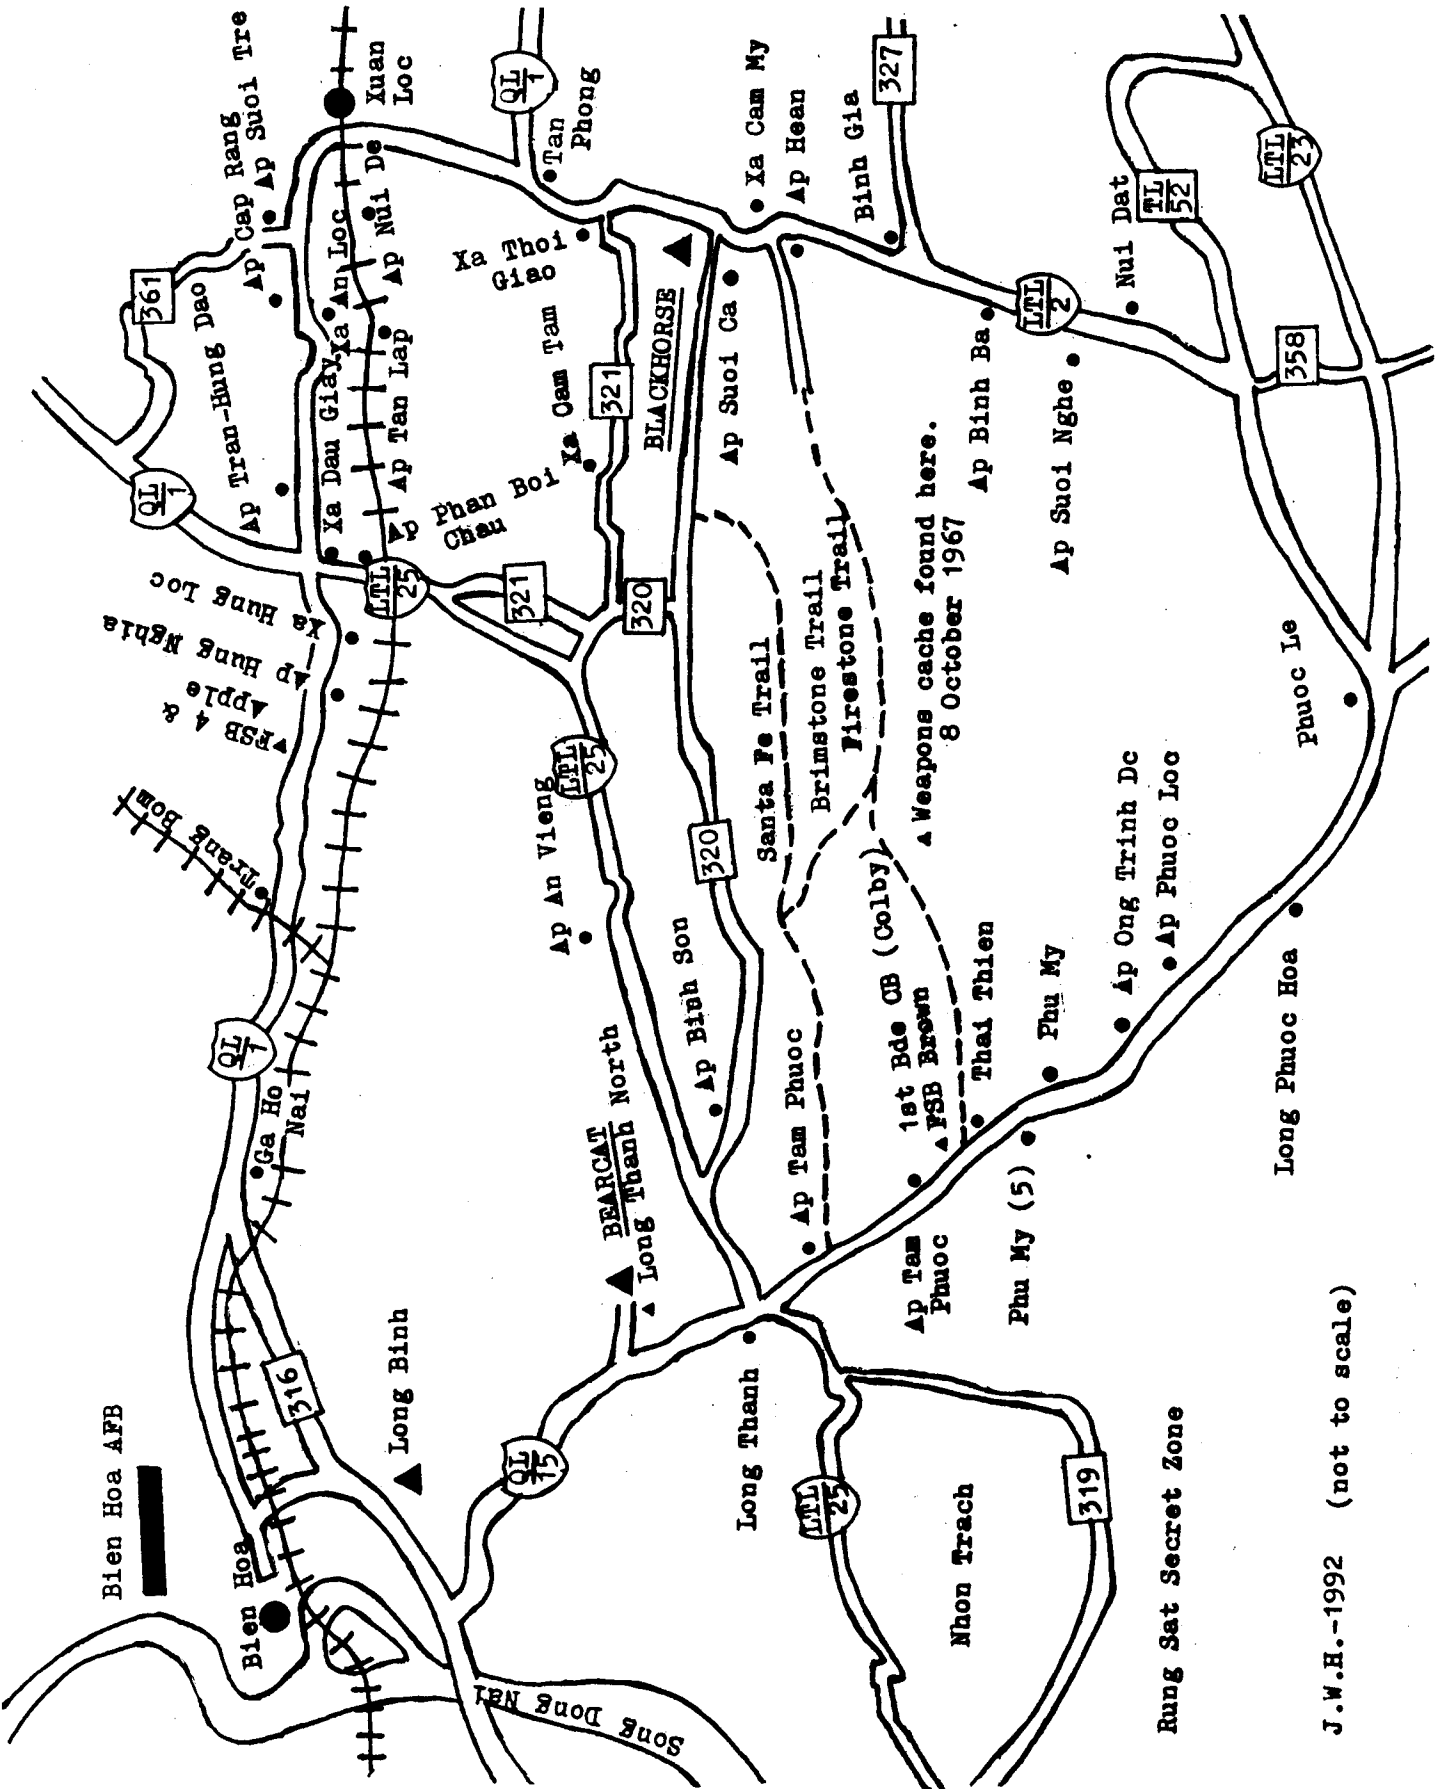 Bien Hoa AFB
Bien Hoa
316
Long Binh
QL
15
Song Dong Nai
QL
1
Ga Ho
Nai
Trang Bom
FSB 4 &
Apple
Ap Hung Nghia
Xa Hung Loc
QL
1
361
Ap Tran-Hung Dao
Ap Cap Rang
Ap Suoi Tre
Xuan
Loc
Xa Dau Giay
Xa An Loc
Ap Nui De
Ap Tan Lap
Ap Phan Boi
Chau
LTL
25
QL
1
Tan
Phong
Xa Thoi
Giao
Xa Cam Tam
321
321
320
BLACKHORSE
Ap Suoi Ca
Xa Cam My
Ap Hean
Binh Gia
327
BEARCAT
Long Thanh North
Ap An Vieng
LTL
25
Ap Binh Son
320
Santa Fe Trail
Brimstone Trail
Firestone Trail
Weapons cache found here.
8 October 1967
Ap Binh Ba
LTL
2
Ap Suoi Nghe
Nui Dat
TL
52
LTL
23
358
Long Thanh
Ap Tam Phuoc
1st Bde CB (Colby)
FSB Brown
Thai Thien
Ap Tam
Phuoc
Phu My (5)
Phu My
Ap Ong Trinh Dc
Ap Phuoc Loc
Phuoc Le
Long Phuoc Hoa
LTL
25
Nhon Trach
319
Rung Sat Secret Zone
J.W.H.-1992 (not to scale)